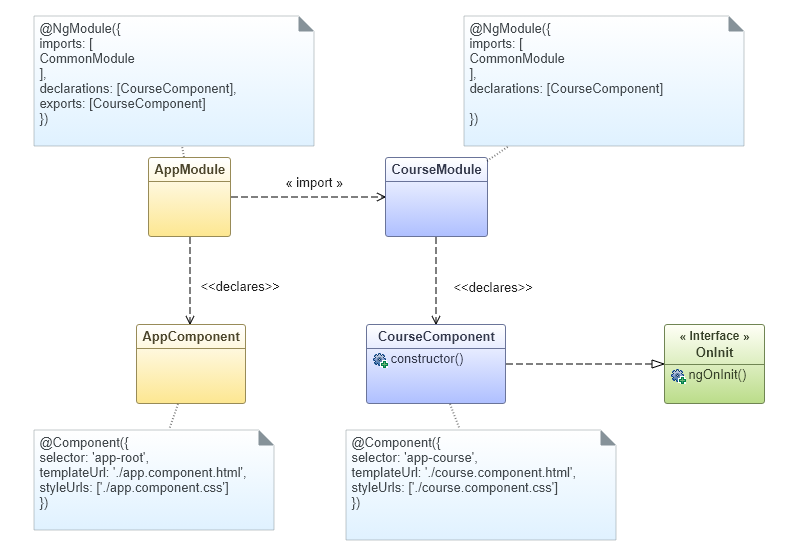 @NgModule({
imports: [
CommonModule
],
declarations: [CourseComponent],
exports: [CourseComponent]
})
@NgModule({
imports: [
CommonModule
],
declarations: [CourseComponent]
})
AppModule
« import »
CourseModule
<<declares>>
<<declares>>
AppComponent
CourseComponent
constructor()
« Interface »
OnInit
ngOnInit()
@Component({
selector: 'app-root',
templateUrl: './app.component.html',
styleUrls: ['./app.component.css']
})
@Component({
selector: 'app-course',
templateUrl: './course.component.html',
styleUrls: ['./course.component.css']
})